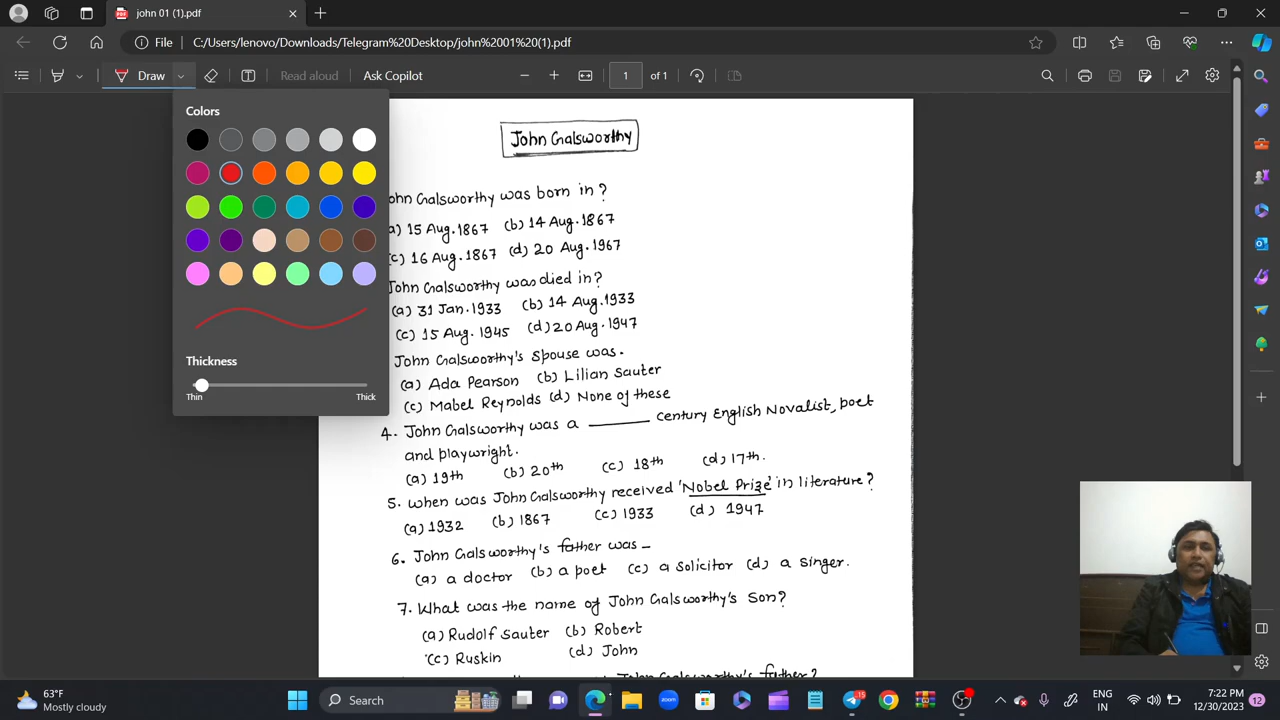 john 01 (1).pdf
File C:/Users/lenovo/Downloads/Telegram%20Desktop/john%2001%20(1).pdf
Draw Read aloud Ask Copilot 1 of 1
Colors
Thickness
Thin Thick
John Galsworthy
ohn Galsworthy was born in?
a) 15 Aug. 1867 (b) 14 Aug. 1867
(c) 16 Aug. 1867 (d) 20 Aug. 1967
John Galsworthy was died in?
(a) 31 Jan. 1933 (b) 14 Aug. 1933
(c) 15 Aug. 1945 (d) 20 Aug. 1947
John Galsworthy's spouse was.
(a) Ada Pearson (b) Lilian Sauter
(c) Mabel Reynolds (d) None of these
4. John Galsworthy was a ______ century English Novalist, poet
and playwright.
(a) 19th (b) 20th (c) 18th (d) 17th.
5. When was John Galsworthy received 'Nobel Prize' in literature?
(a) 1932 (b) 1867 (c) 1933 (d) 1947
6. John Galsworthy's father was –
(a) a doctor (b) a poet (c) a solicitor (d) a singer.
7. What was the name of John Galsworthy's son?
(a) Rudolf Sauter (b) Robert
(c) Ruskin (d) John
John Galsworthy's father?
63°F
Mostly cloudy
Search
ENG
IN
7:22 PM
12/30/2023
12